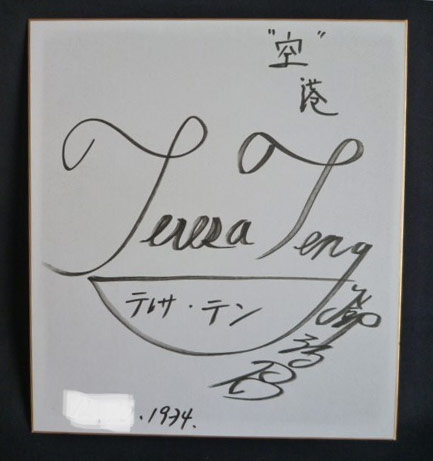 "空"
港
Teresa Teng
テレサ・テン
.1974.